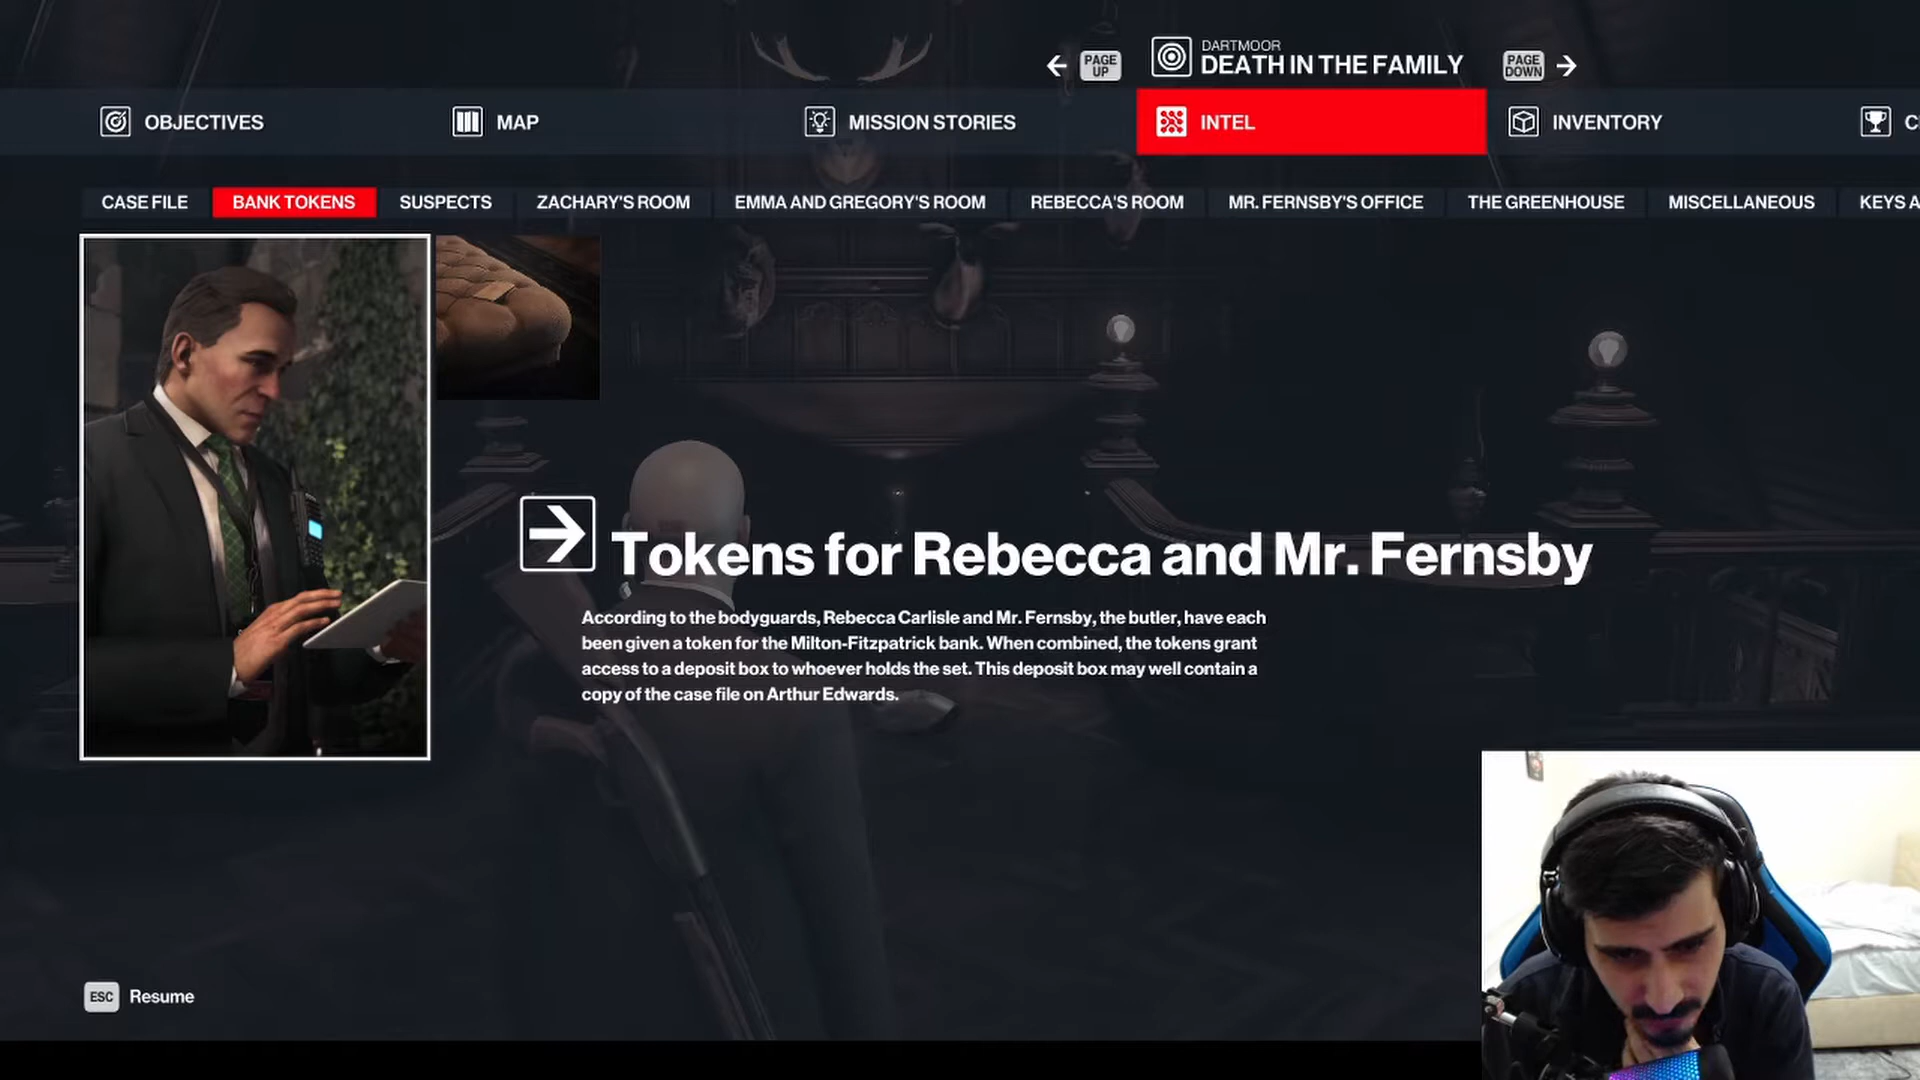 PAGE UP
DARTMOOR
DEATH IN THE FAMILY
PAGE DOWN
OBJECTIVES
MAP
MISSION STORIES
INTEL
INVENTORY
C
CASE FILE
BANK TOKENS
SUSPECTS
ZACHARY'S ROOM
EMMA AND GREGORY'S ROOM
REBECCA'S ROOM
MR. FERNSBY'S OFFICE
THE GREENHOUSE
MISCELLANEOUS
KEYS A
Tokens for Rebecca and Mr. Fernsby
According to the bodyguards, Rebecca Carlisle and Mr. Fernsby, the butler, have each
been given a token for the Milton-Fitzpatrick bank. When combined, the tokens grant
access to a deposit box to whoever holds the set. This deposit box may well contain a
copy of the case file on Arthur Edwards.
ESC Resume